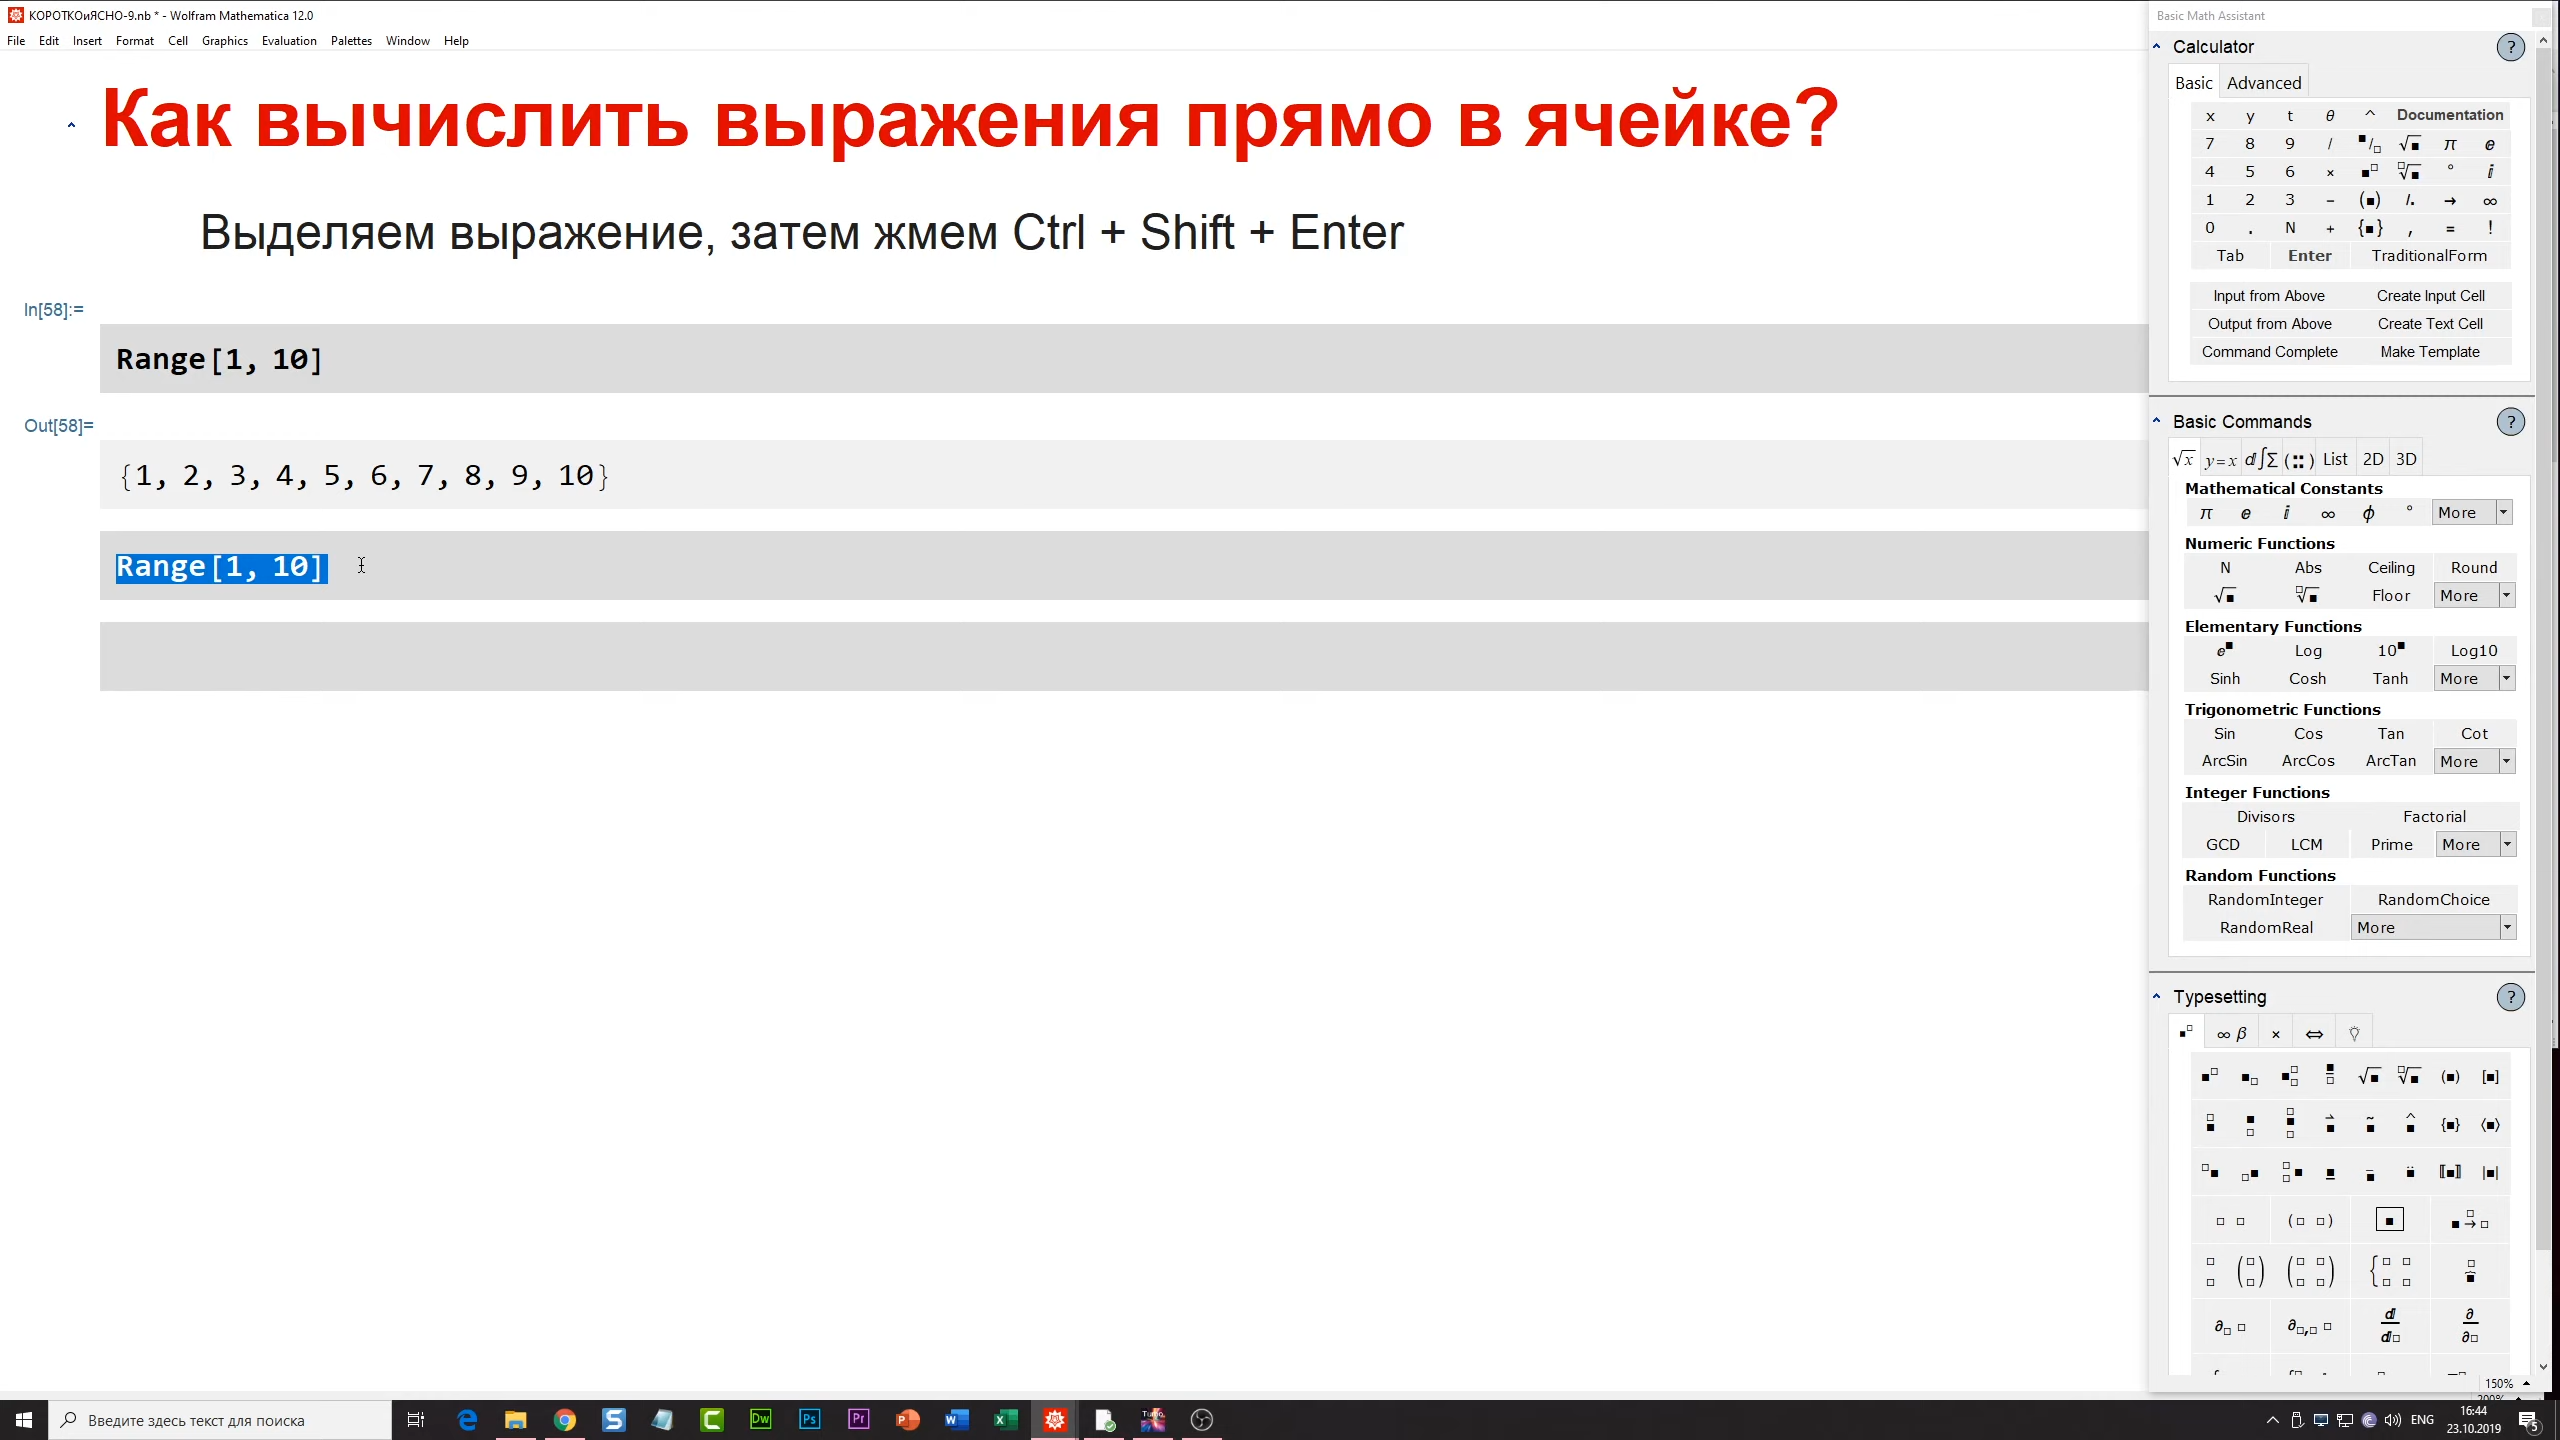 КОРОТКОиЯСНО-9.nb * - Wolfram Mathematica 12.0
File Edit Insert Format Cell Graphics Evaluation Palettes Window Help
Как вычислить выражения прямо в ячейке?
Выделяем выражение, затем жмем Ctrl + Shift + Enter
In[58]:=
Range[1, 10]
Out[58]=
{1, 2, 3, 4, 5, 6, 7, 8, 9, 10}
Range[1, 10]
Basic Math Assistant
Calculator ?
Basic Advanced
x y t θ ^ Documentation
7 8 9 / ■/□ √■ π ⅇ
4 5 6 × ■□ □√■ ° ⅈ
1 2 3 − (■) /. → ∞
0 . N + {■} , = !
Tab Enter TraditionalForm
Input from Above Create Input Cell
Output from Above Create Text Cell
Command Complete Make Template
Basic Commands ?
√x y=x ⅆ∫Σ (::) List 2D 3D
Mathematical Constants
π ⅇ ⅈ ∞ ϕ ° More
Numeric Functions
N Abs Ceiling Round
√■ □√■ Floor More
Elementary Functions
ⅇ■ Log 10■ Log10
Sinh Cosh Tanh More
Trigonometric Functions
Sin Cos Tan Cot
ArcSin ArcCos ArcTan More
Integer Functions
Divisors Factorial
GCD LCM Prime More
Random Functions
RandomInteger RandomChoice
RandomReal More
Typesetting ?
∞ β × ⇔
150%
Введите здесь текст для поиска
Dw Ps Pr
ENG
16:44
23.10.2019
5